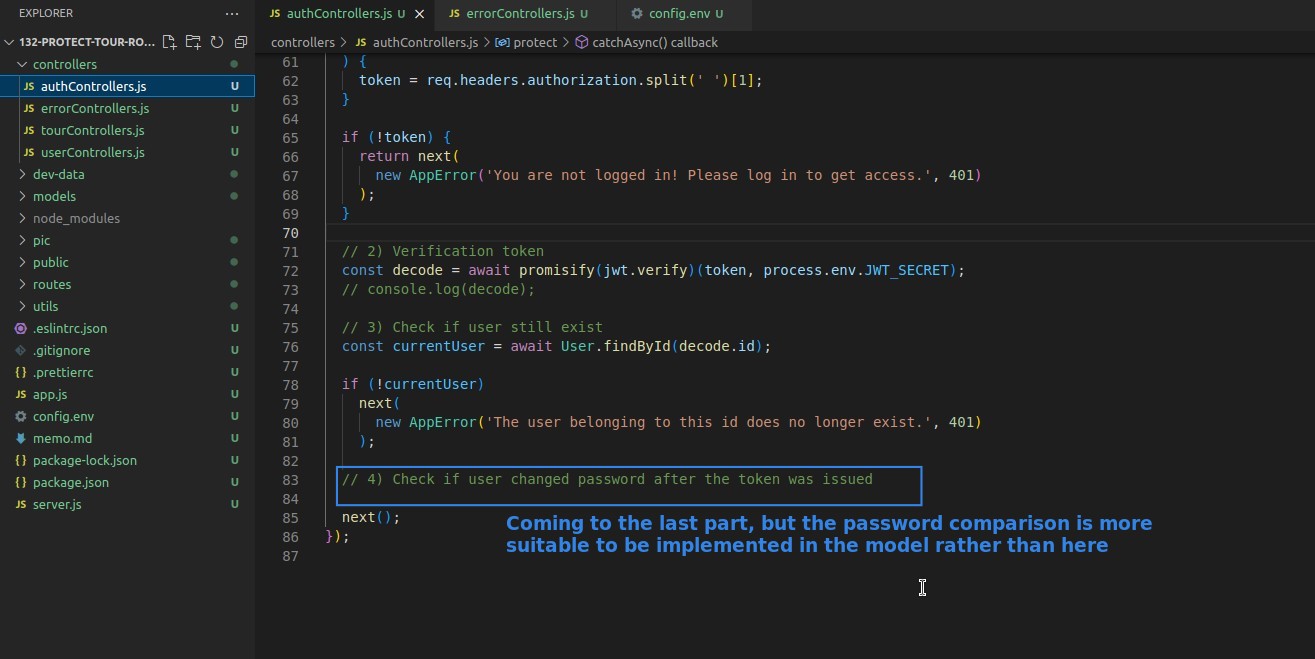 EXPLORER
···
132-PROTECT-TOUR-RO...
controllers
JS authControllers.js U
JS errorControllers.js U
JS tourControllers.js U
JS userControllers.js U
dev-data
models
node_modules
pic
public
routes
utils
.eslintrc.json U
.gitignore U
{} .prettierrc U
JS app.js U
config.env U
memo.md U
{} package-lock.json U
{} package.json U
JS server.js U
JS authControllers.js U
JS errorControllers.js U
config.env U
controllers > JS authControllers.js > protect > catchAsync() callback
61 ) {
62 token = req.headers.authorization.split(' ')[1];
63 }
64
65 if (!token) {
66 return next(
67 new AppError('You are not logged in! Please log in to get access.', 401)
68 );
69 }
70
71 // 2) Verification token
72 const decode = await promisify(jwt.verify)(token, process.env.JWT_SECRET);
73 // console.log(decode);
74
75 // 3) Check if user still exist
76 const currentUser = await User.findById(decode.id);
77
78 if (!currentUser)
79 next(
80 new AppError('The user belonging to this id does no longer exist.', 401)
81 );
82
83 // 4) Check if user changed password after the token was issued
84
85 next();
86 });
87
Coming to the last part, but the password comparison is more
suitable to be implemented in the model rather than here